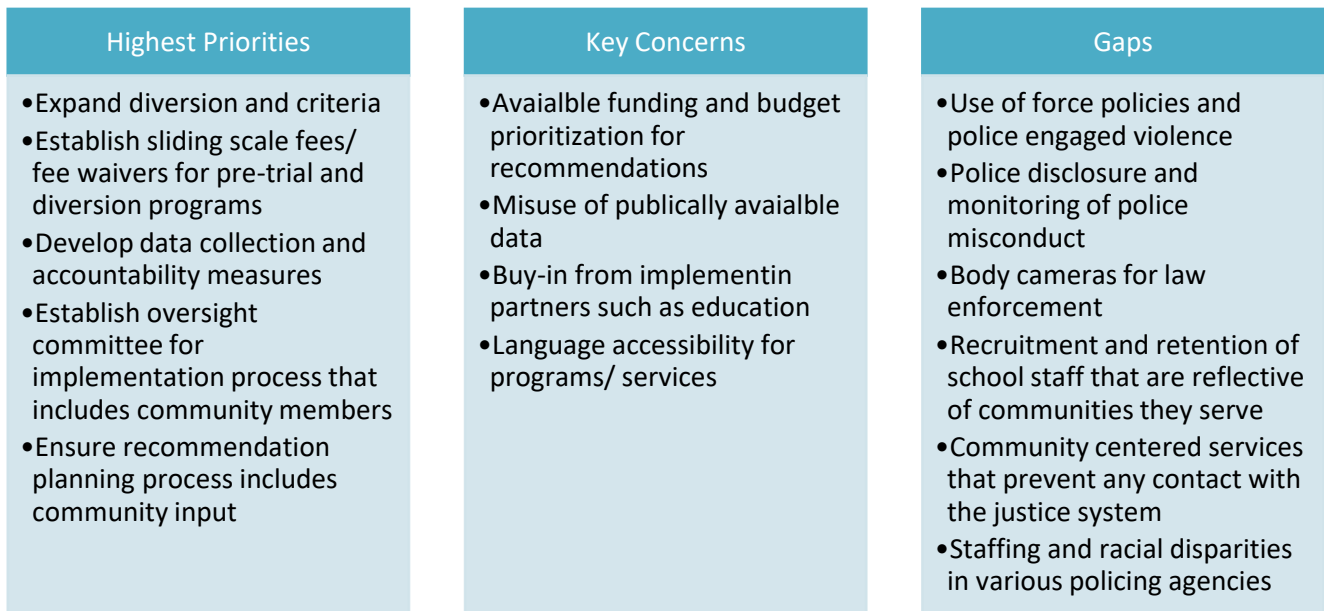 Highest Priorities
•Expand diversion and criteria
•Establish sliding scale fees/
fee waivers for pre-trial and
diversion programs
•Develop data collection and
accountability measures
•Establish oversight
committee for
implementation process that
includes community members
•Ensure recommendation
planning process includes
community input
Key Concerns
•Avaialble funding and budget
prioritization for
recommendations
•Misuse of publically avaialble
data
•Buy-in from implementin
partners such as education
•Language accessibility for
programs/ services
Gaps
•Use of force policies and
police engaged violence
•Police disclosure and
monitoring of police
misconduct
•Body cameras for law
enforcement
•Recruitment and retention of
school staff that are reflective
of communities they serve
•Community centered services
that prevent any contact with
the justice system
•Staffing and racial disparities
in various policing agencies